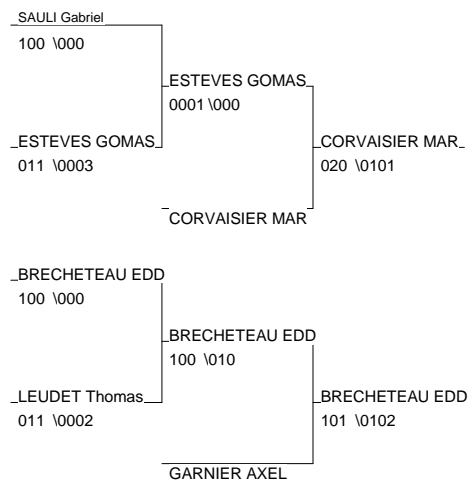 SAULI Gabriel
100 \000
ESTEVES GOMAS
0001 \000
ESTEVES GOMAS
011 \0003
CORVAISIER MAR
020 \0101
CORVAISIER MAR
BRECHETEAU EDD
100 \000
BRECHETEAU EDD
100 \010
LEUDET Thomas
011 \0002
BRECHETEAU EDD
101 \0102
GARNIER AXEL